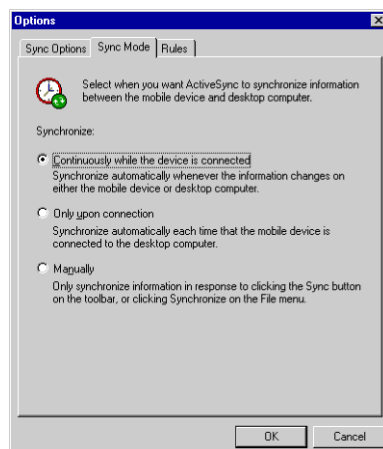 Options
Sync Options Sync Mode Rules
Select when you want ActiveSync to synchronize information
between the mobile device and desktop computer.
Synchronize:
Continuously while the device is connected
Synchronize automatically whenever the information changes on
either the mobile device or desktop computer.
Only upon connection
Synchronize automatically each time that the mobile device is
connected to the desktop computer.
Manually
Only synchronize information in response to clicking the Sync button
on the toolbar, or clicking Synchronize on the File menu.
OK Cancel